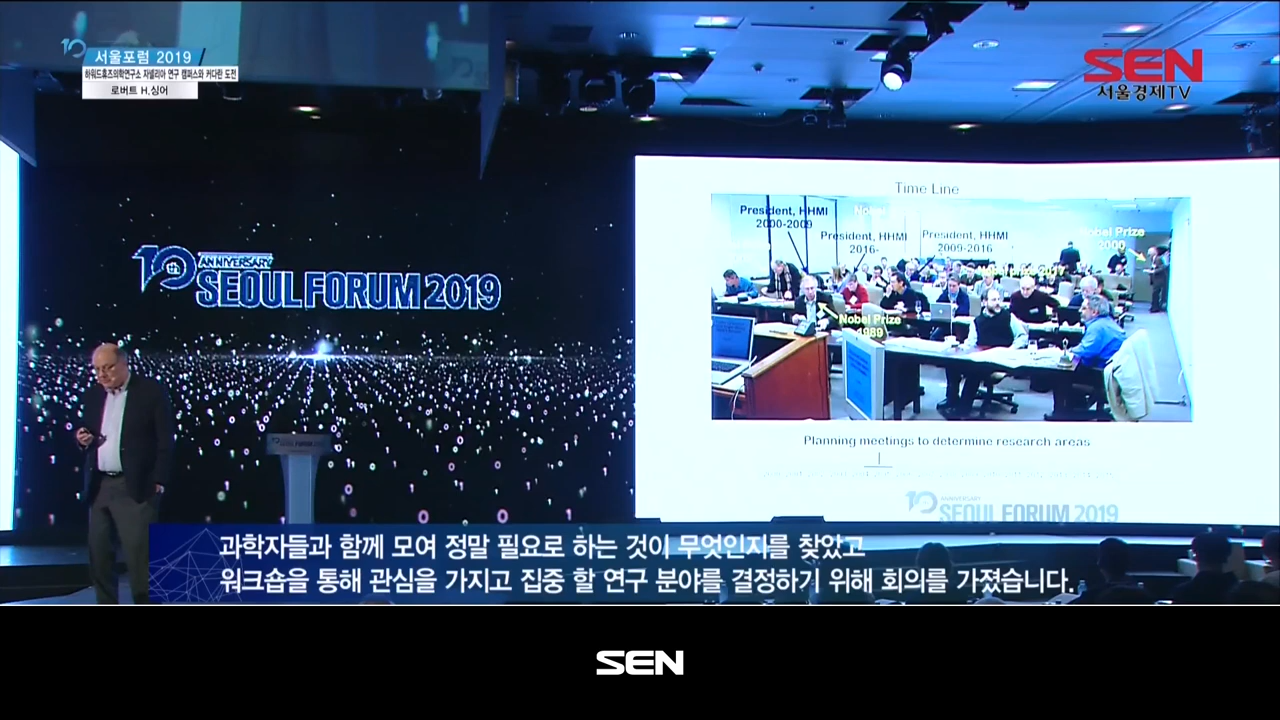 10
서울포럼 2019
하워드휴즈의학연구소 자넬리아 연구 캠퍼스와 커다란 도전
로버트 H.싱어
SEN
서울경제TV
10th ANNIVERSARY
SEOUL FORUM 2019
SEOUL FORUM 2019
Time Line
President, HHMI
2000-2009
Nobel
President, HHMI
2016-
President, HHMI
2009-2016
Nobel Prize
2000
Nobel prize 2017
Nobel Prize
1989
Planning meetings to determine research areas
10 ANNIVERSARY
SEOUL FORUM 2019
과학자들과 함께 모여 정말 필요로 하는 것이 무엇인지를 찾았고
워크숍을 통해 관심을 가지고 집중 할 연구 분야를 결정하기 위해 회의를 가졌습니다.
SEN